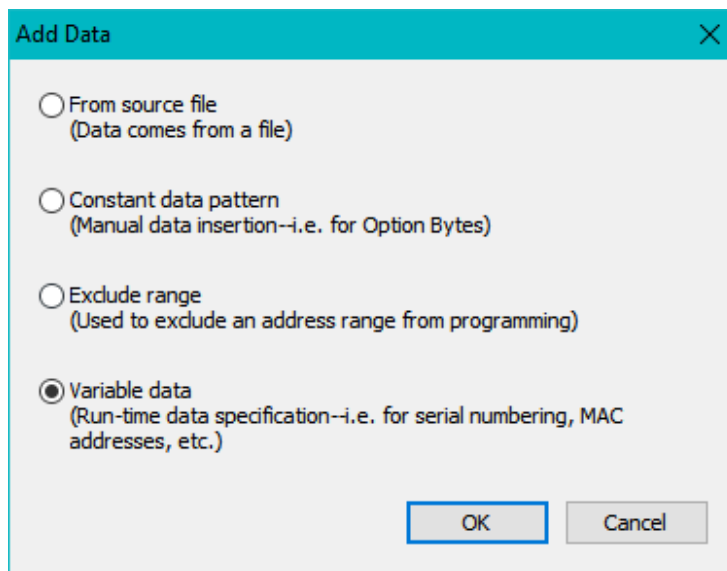 Add Data
From source file
(Data comes from a file)
Constant data pattern
(Manual data insertion--i.e. for Option Bytes)
Exclude range
(Used to exclude an address range from programming)
Variable data
(Run-time data specification--i.e. for serial numbering, MAC
addresses, etc.)
OK Cancel